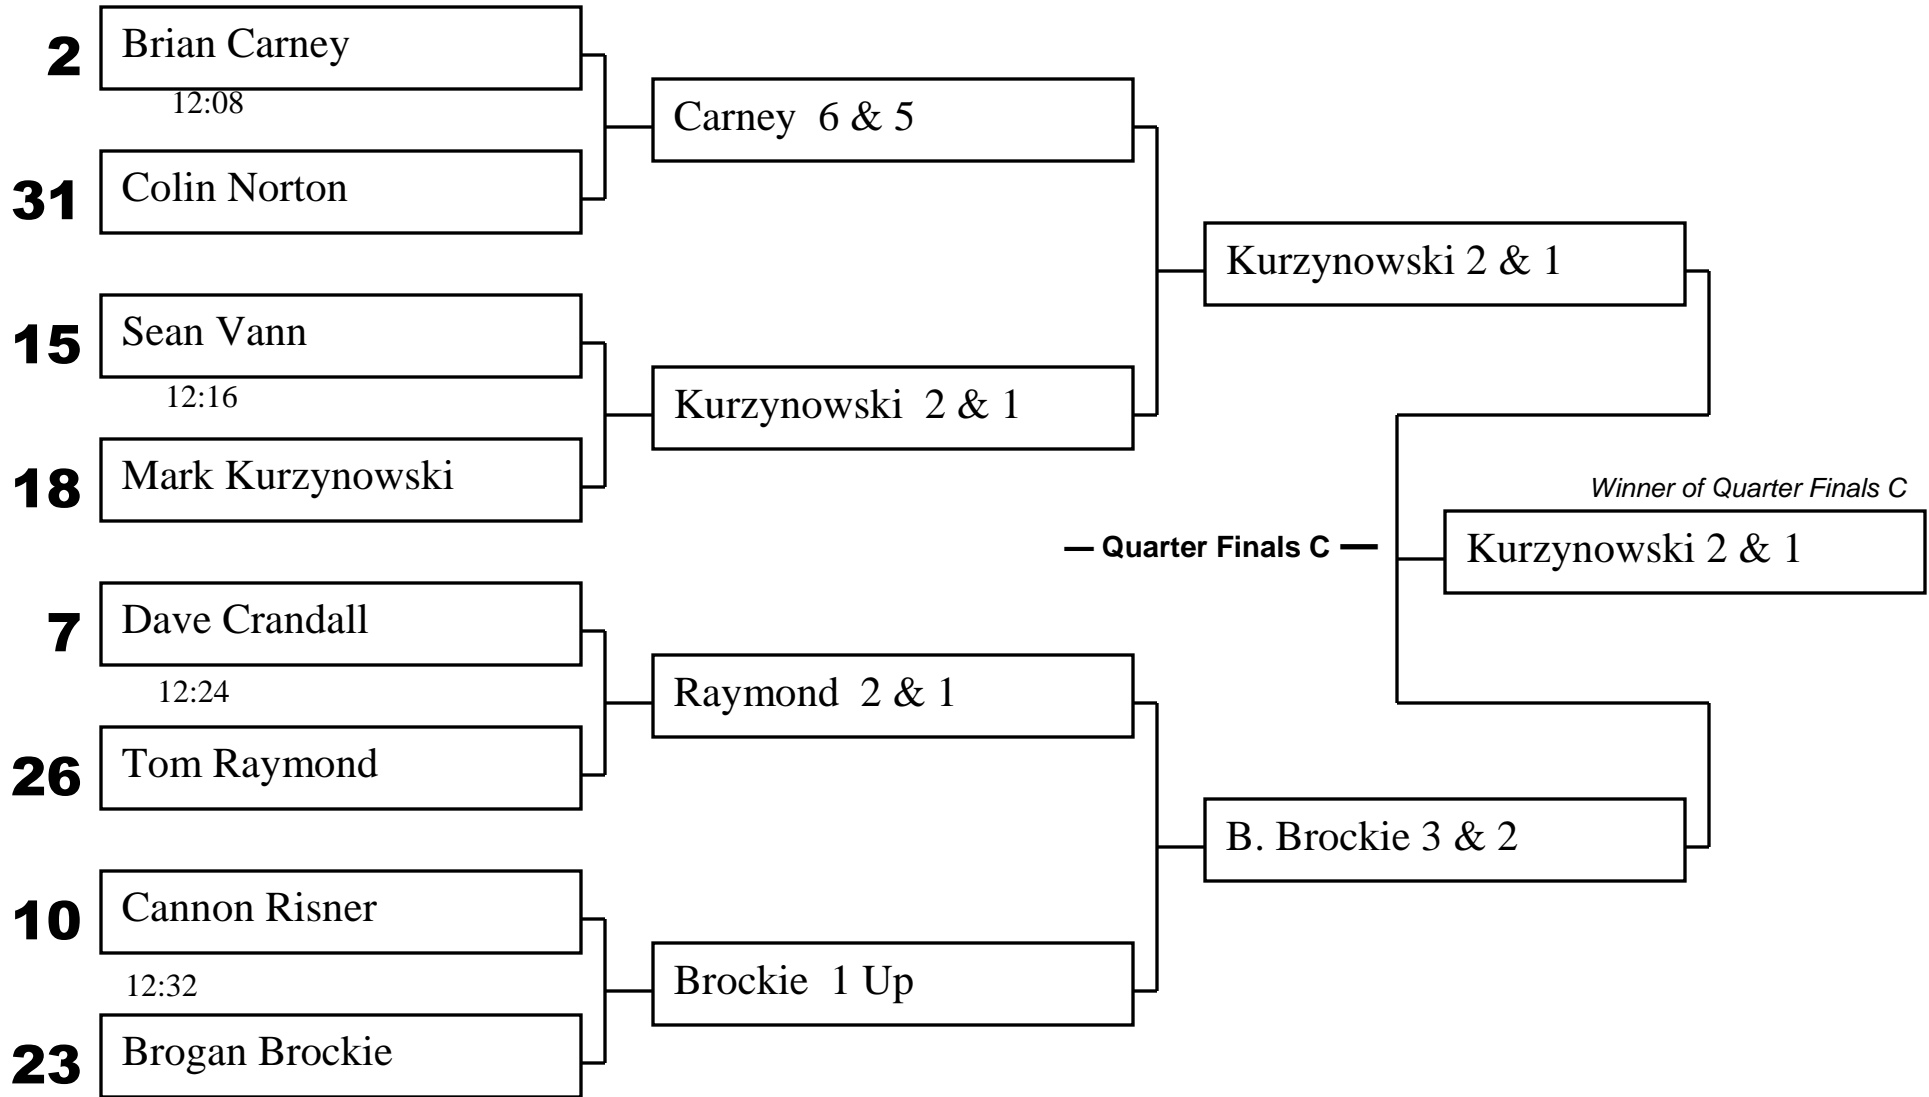 2 Brian Carney
12:08
Carney 6 & 5
31 Colin Norton
Kurzynowski 2 & 1
15 Sean Vann
12:16
Kurzynowski 2 & 1
18 Mark Kurzynowski
Winner of Quarter Finals C
— Quarter Finals C —
Kurzynowski 2 & 1
7 Dave Crandall
12:24
Raymond 2 & 1
26 Tom Raymond
B. Brockie 3 & 2
10 Cannon Risner
12:32
Brockie 1 Up
23 Brogan Brockie